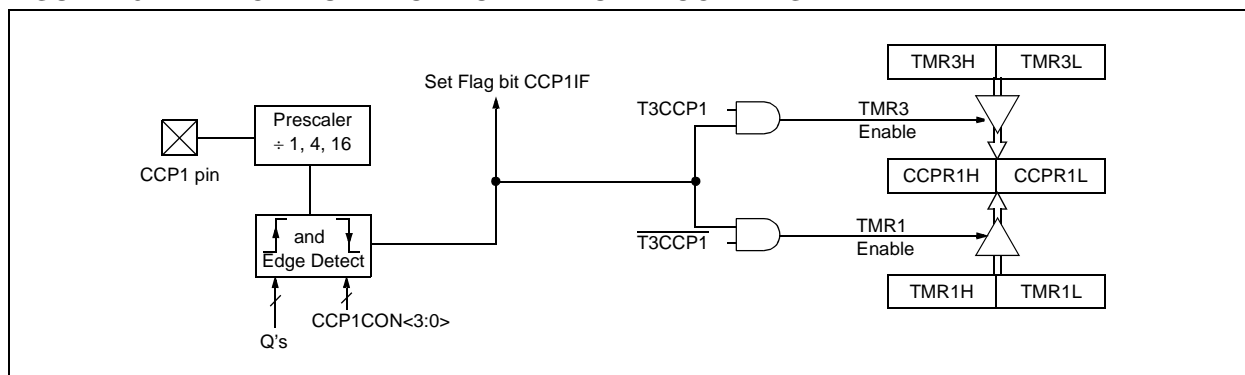 TMR3H TMR3L
Set Flag bit CCP1IF
T3CCP1
TMR3
Enable
Prescaler
÷ 1, 4, 16
CCP1 pin
CCPR1H CCPR1L
and
Edge Detect
T3CCP1
TMR1
Enable
TMR1H TMR1L
CCP1CON<3:0>
Q's